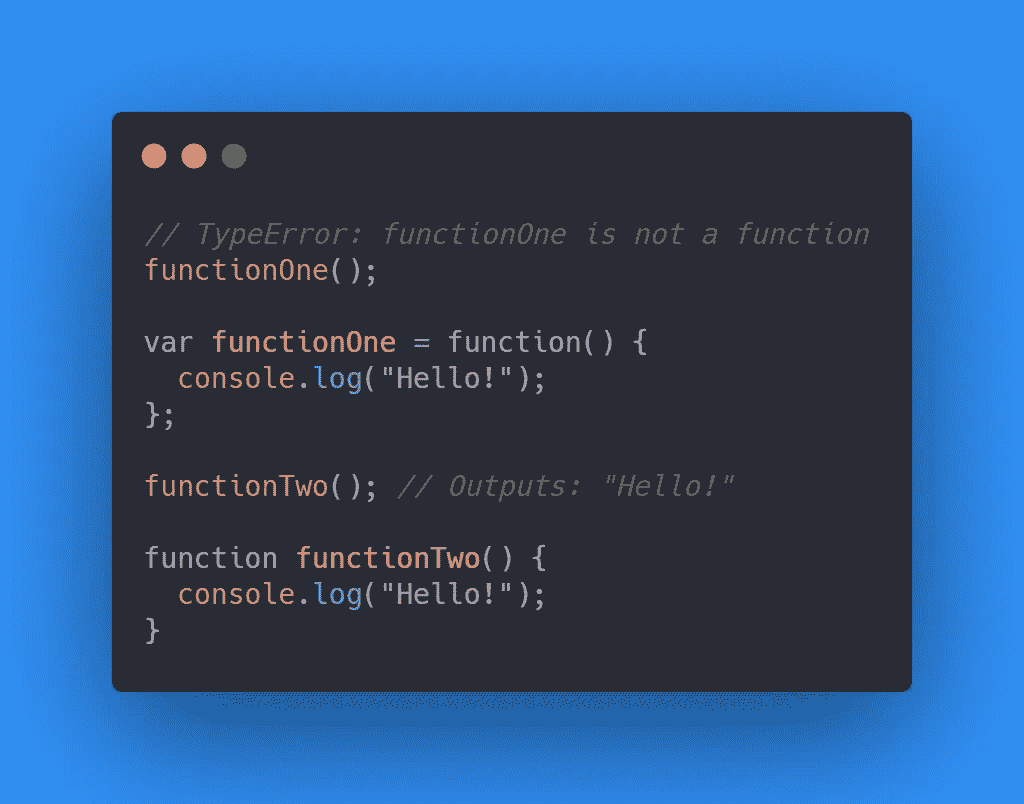 // TypeError: functionOne is not a function
functionOne();
var functionOne = function() {
  console.log("Hello!");
};
functionTwo(); // Outputs: "Hello!"
function functionTwo() {
  console.log("Hello!");
}